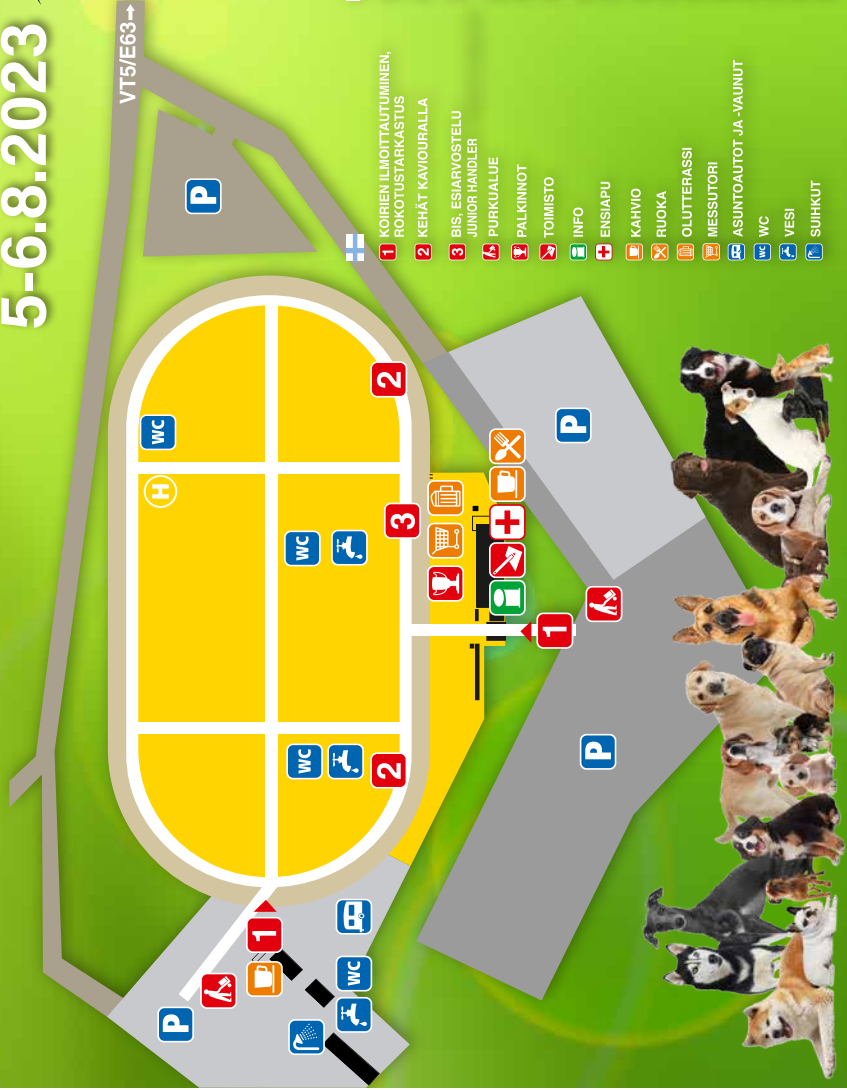 5-6.8.2023
VT5/E63
1 KOIRIEN ILMOITTAUTUMINEN,
ROKOTUSTARKASTUS
2 KEHÄT KAVIOURALLA
3 BIS, ESIARVOSTELU
JUNIOR HANDLER
PURKUALUE
PALKINNOT
TOIMISTO
INFO
ENSIAPU
KAHVIO
RUOKA
OLUTTERASSI
MESSUTORI
ASUNTOAUTOT JA -VAUNUT
WC WC
VESI
SUIHKUT
P
WC
H
2
WC
3
P
1
WC
2
P
1
WC
P